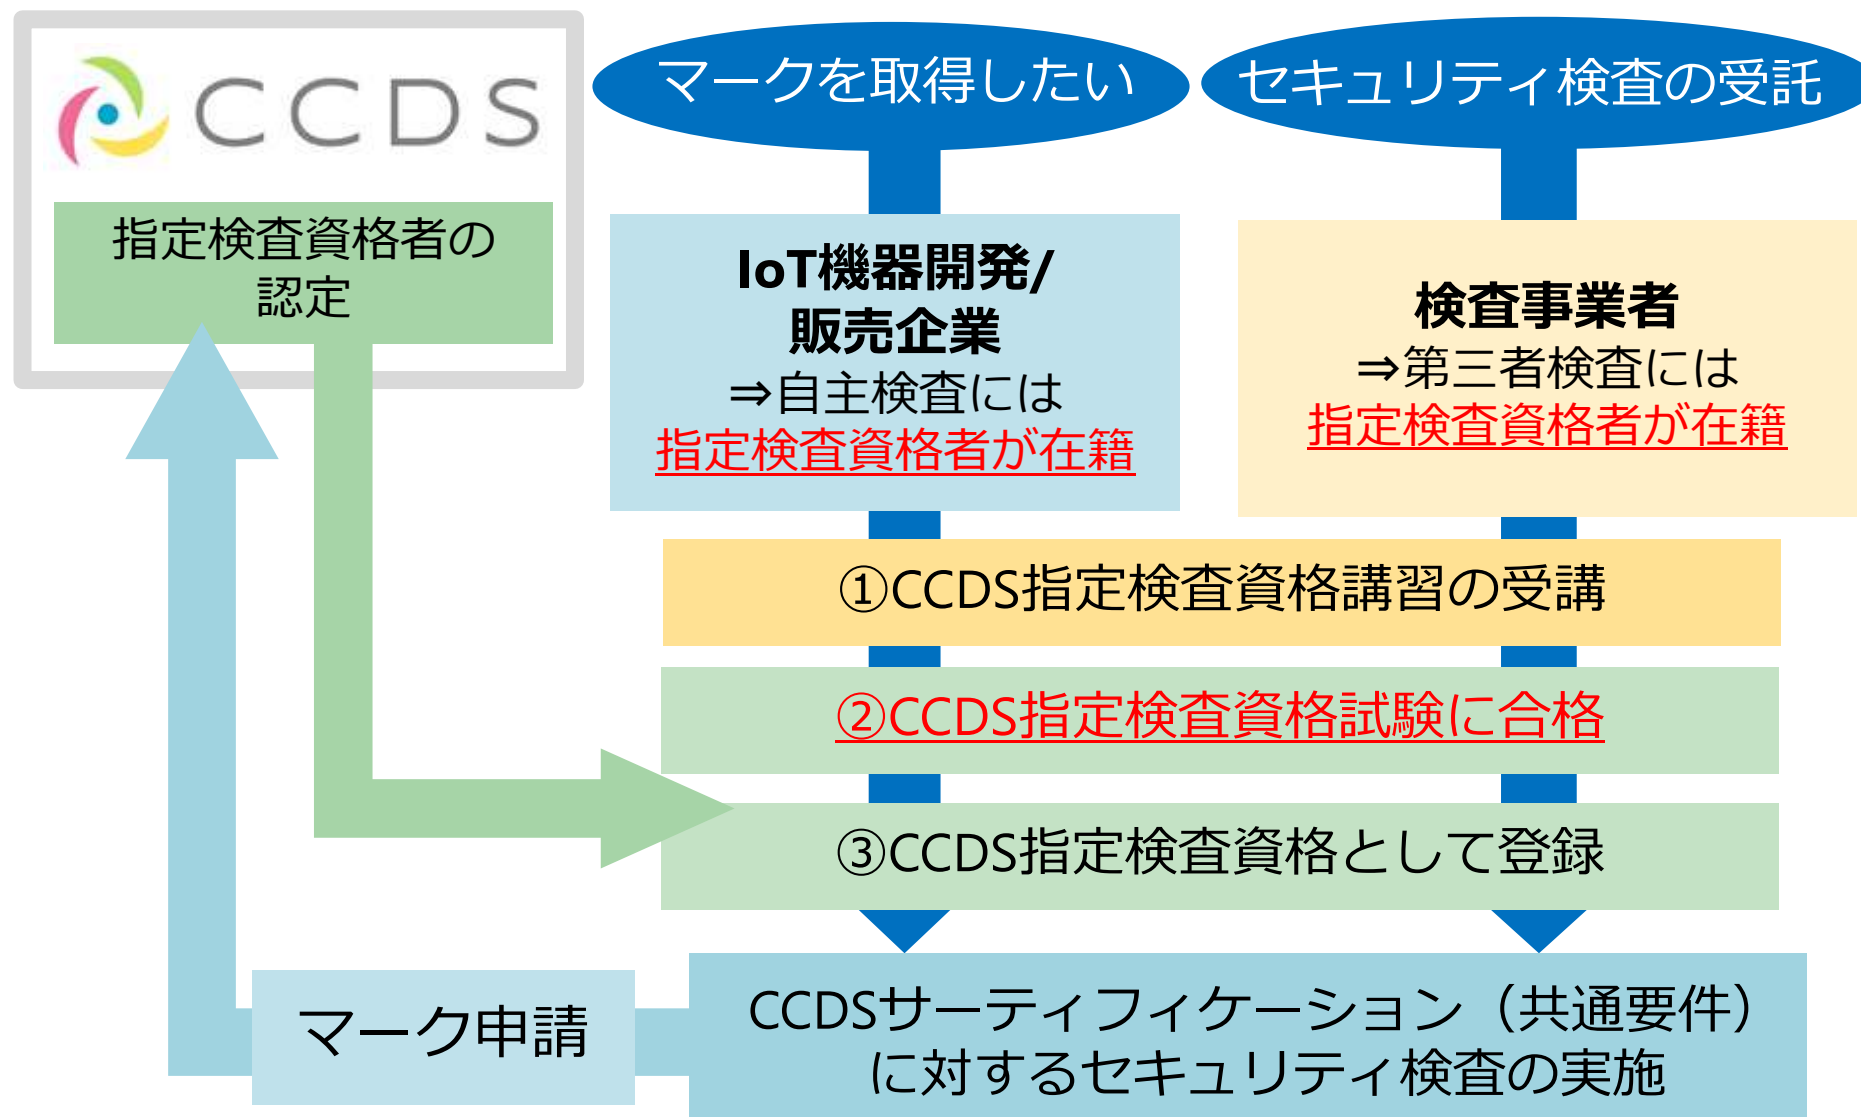 CCDS
指定検査資格者の
認定
マークを取得したい
セキュリティ検査の受託
IoT機器開発/
販売企業
⇒自主検査には
指定検査資格者が在籍
検査事業者
⇒第三者検査には
指定検査資格者が在籍
①CCDS指定検査資格講習の受講
②CCDS指定検査資格試験に合格
③CCDS指定検査資格として登録
マーク申請
CCDSサーティフィケーション（共通要件）
に対するセキュリティ検査の実施